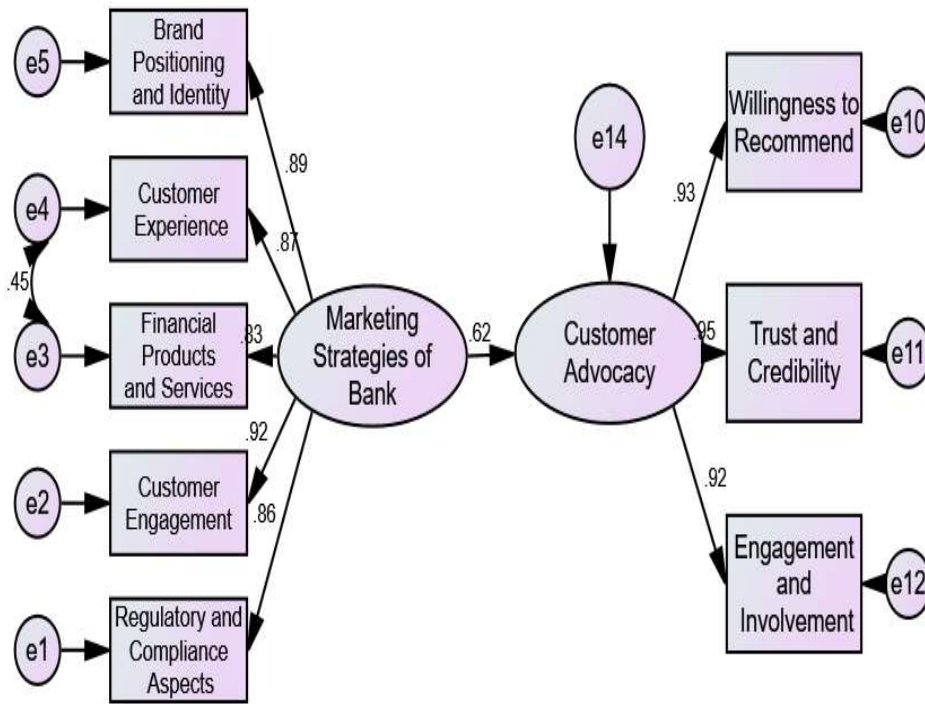 e5
Brand
Positioning
and Identity
e4
Customer
Experience
.45
e3
Financial
Products
and Services
e2
Customer
Engagement
e1
Regulatory and
Compliance
Aspects
.89
.87
.83
.92
.86
Marketing
Strategies of
Bank
.62
e14
Customer
Advocacy
.93
.95
.92
Willingness to
Recommend
e10
Trust and
Credibility
e11
Engagement
and
Involvement
e12